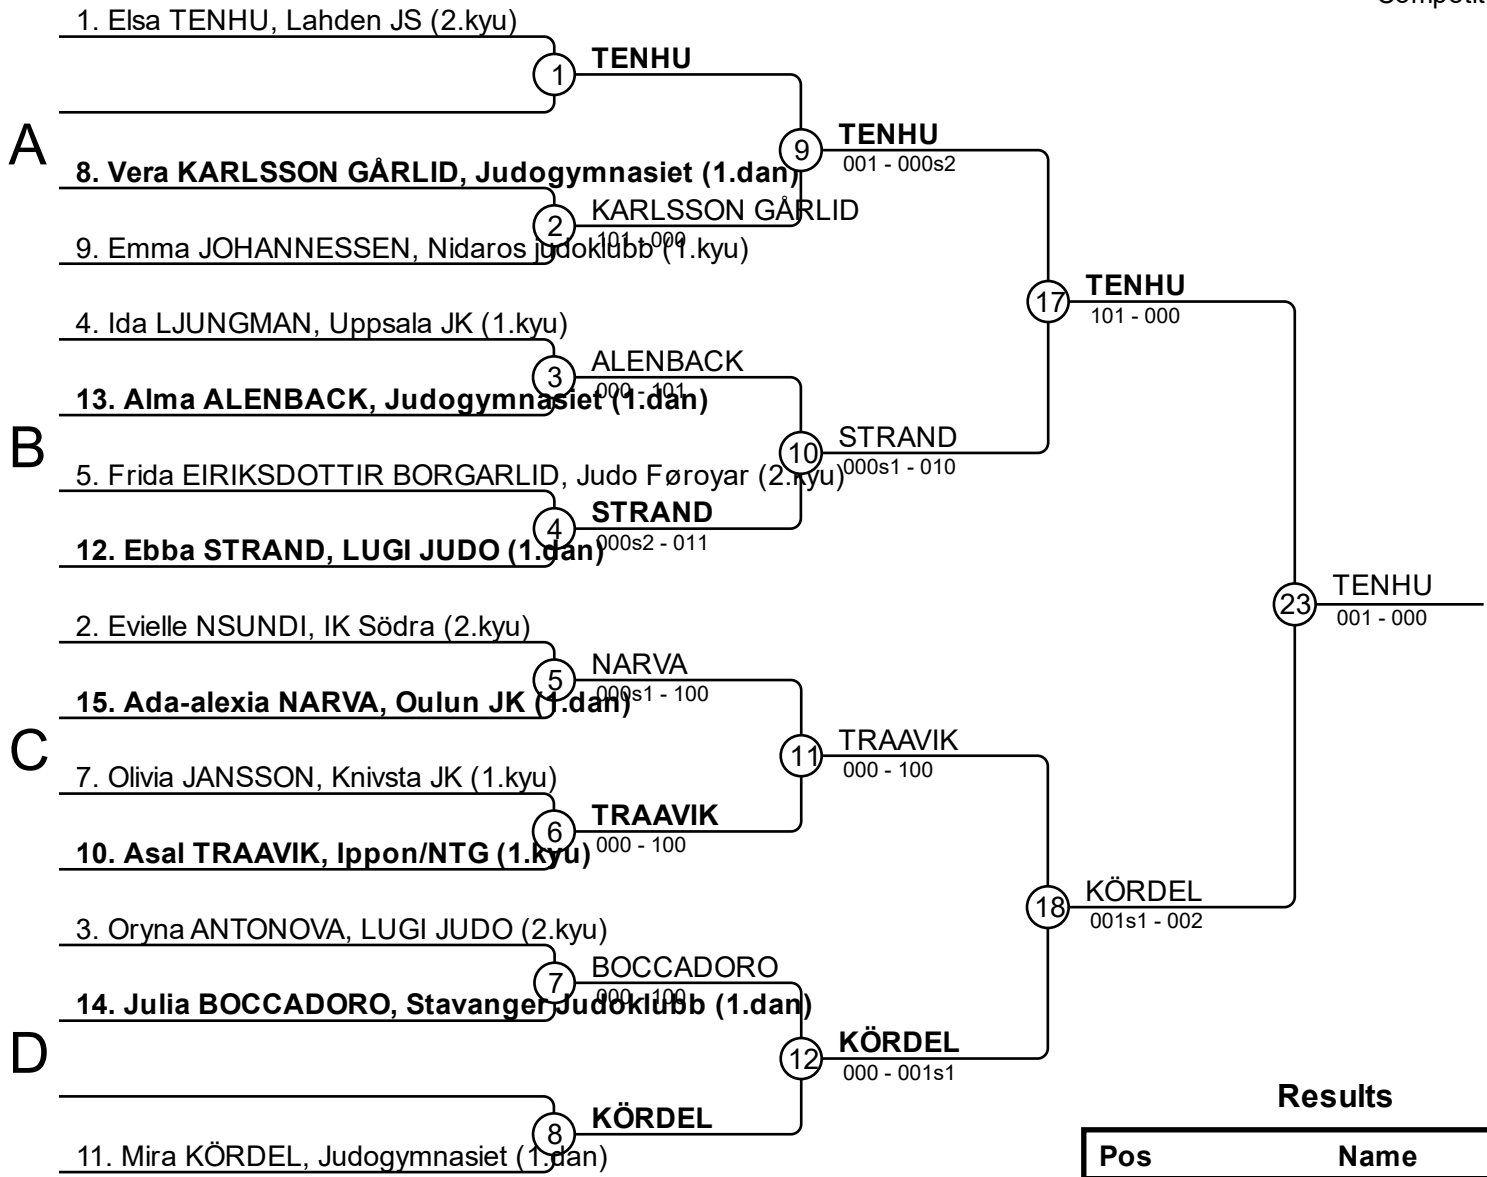 Competit
1. Elsa TENHU, Lahden JS (2.kyu)
1
TENHU
A
8. Vera KARLSSON GÅRLID, Judogymnasiet (1.dan)
9
TENHU
001 - 000s2
2
KARLSSON GÅRLID
101 - 000
9. Emma JOHANNESSEN, Nidaros judoklubb (1.kyu)
17
TENHU
101 - 000
4. Ida LJUNGMAN, Uppsala JK (1.kyu)
3
ALENBACK
000 - 101
13. Alma ALENBACK, Judogymnasiet (1.dan)
B
10
STRAND
000s1 - 010
5. Frida EIRIKSDOTTIR BORGARLID, Judo Føroyar (2.kyu)
4
STRAND
000s2 - 011
12. Ebba STRAND, LUGI JUDO (1.dan)
23
TENHU
001 - 000
2. Evielle NSUNDI, IK Södra (2.kyu)
5
NARVA
000s1 - 100
15. Ada-alexia NARVA, Oulun JK (1.dan)
C
11
TRAAVIK
000 - 100
7. Olivia JANSSON, Knivsta JK (1.kyu)
6
TRAAVIK
000 - 100
10. Asal TRAAVIK, Ippon/NTG (1.kyu)
18
KÖRDEL
001s1 - 002
3. Oryna ANTONOVA, LUGI JUDO (2.kyu)
7
BOCCADORO
000 - 100
14. Julia BOCCADORO, Stavanger Judoklubb (1.dan)
D
12
KÖRDEL
000 - 001s1
8
KÖRDEL
11. Mira KÖRDEL, Judogymnasiet (1.dan)
Results
Pos Name